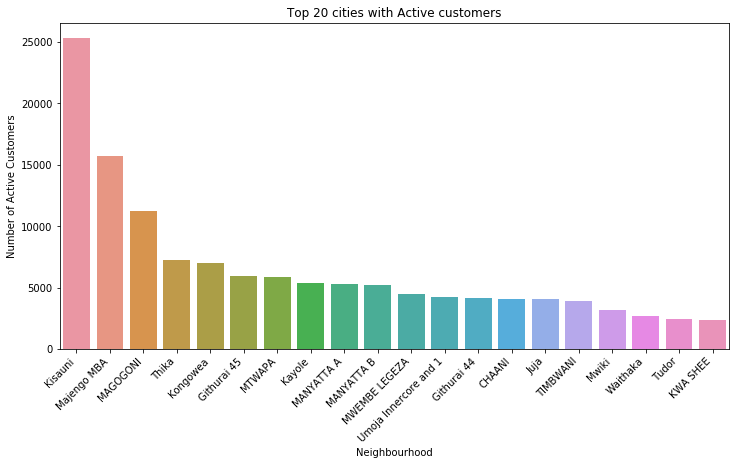 Top 20 cities with Active customers
Number of Active Customers
25000
20000
15000
10000
5000
0
Kisauni
Majengo MBA
MAGOGONI
Thika
Kongowea
Githurai 45
MTWAPA
Kayole
MANYATTA A
MANYATTA B
MWEMBE LEGEZA
Umoja Innercore and 1
Githurai 44
CHAANI
Juja
TIMBWANI
Mwiki
Waithaka
Tudor
KWA SHEE
Neighbourhood